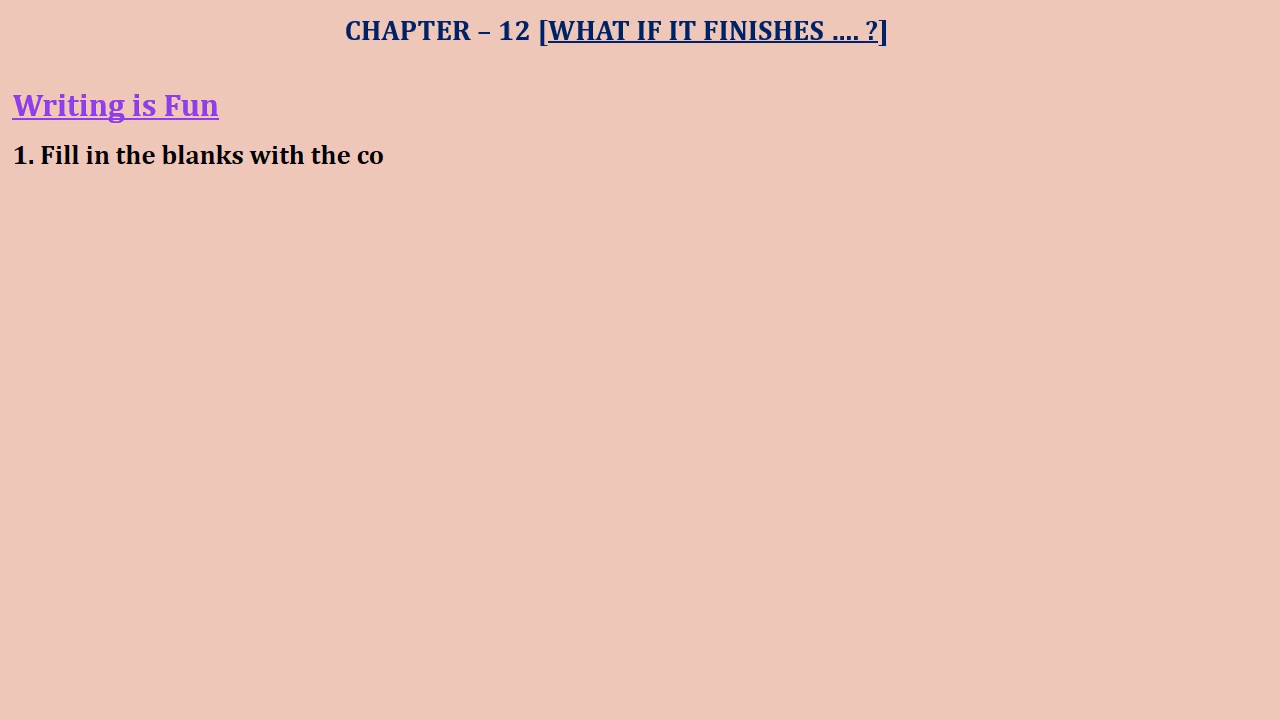 CHAPTER – 12 [WHAT IF IT FINISHES .... ?]
Writing is Fun
1. Fill in the blanks with the co